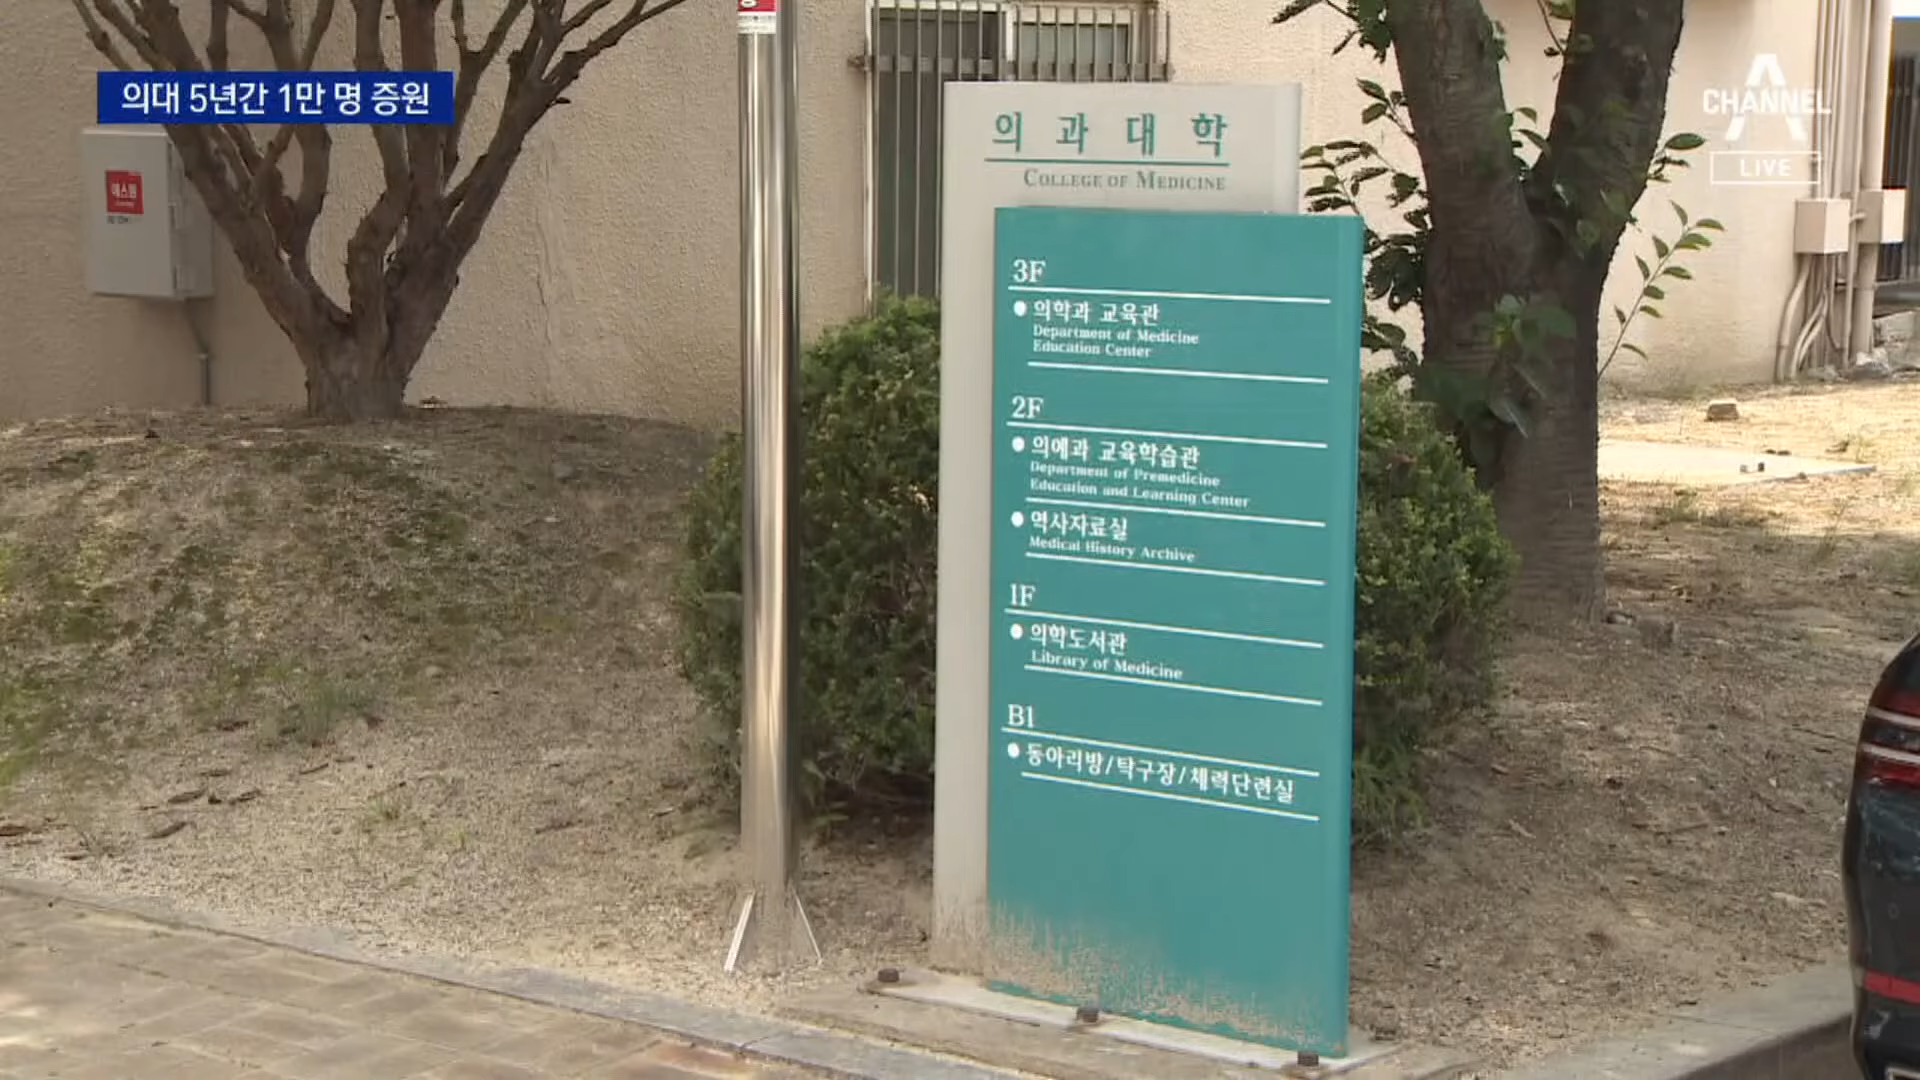 의대 5년간 1만 명 증원
CHANNEL A
LIVE
에스원
의 과 대 학
COLLEGE OF MEDICINE
3F
의학과 교육관
Department of Medicine
Education Center
2F
의예과 교육학습관
Department of Premedicine
Education and Learning Center
역사자료실
Medical History Archive
1F
의학도서관
Library of Medicine
B1
동아리방/탁구장/체력단련실